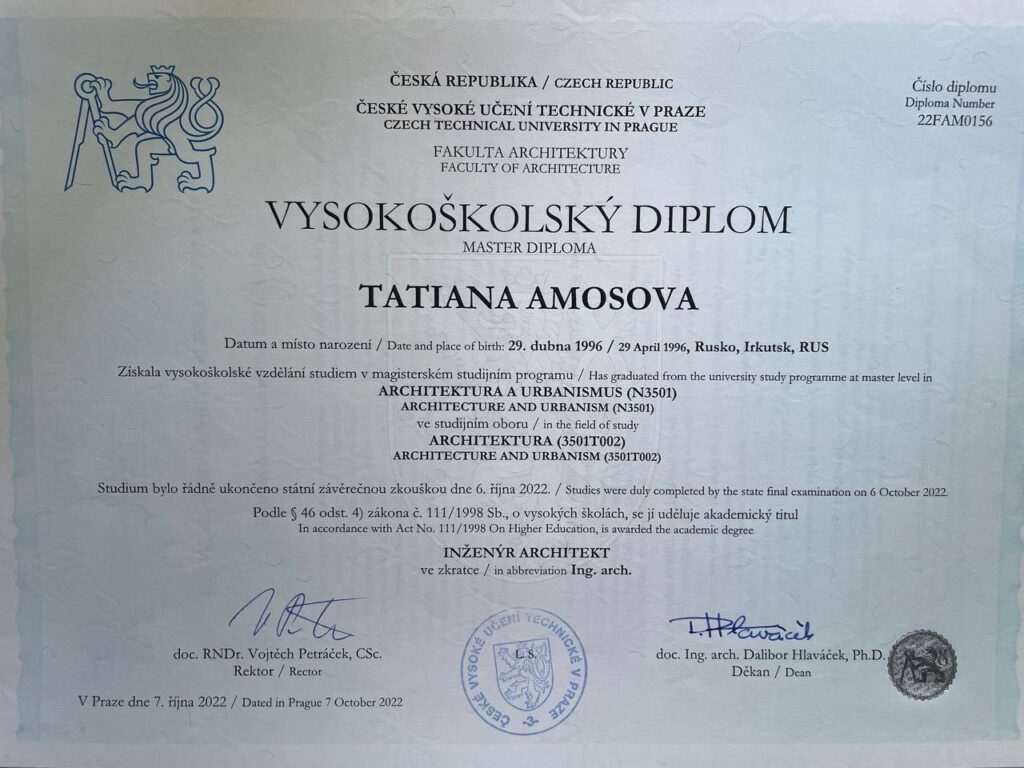 ČESKÁ REPUBLIKA / CZECH REPUBLIC
ČESKÉ VYSOKÉ UČENÍ TECHNICKÉ V PRAZE
CZECH TECHNICAL UNIVERSITY IN PRAGUE
FAKULTA ARCHITEKTURY
FACULTY OF ARCHITECTURE
Číslo diplomu
Diploma Number
22FAM0156
VYSOKOŠKOLSKÝ DIPLOM
MASTER DIPLOMA
TATIANA AMOSOVA
Datum a místo narození / Date and place of birth: 29. dubna 1996 / 29 April 1996, Rusko, Irkutsk, RUS
Získala vysokoškolské vzdělání studiem v magisterském studijním programu / Has graduated from the university study programme at master level in
ARCHITEKTURA A URBANISMUS (N3501)
ARCHITECTURE AND URBANISM (N3501)
ve studijním oboru / in the field of study
ARCHITEKTURA (3501T002)
ARCHITECTURE AND URBANISM (3501T002)
Studium bylo řádně ukončeno státní závěrečnou zkouškou dne 6. října 2022. / Studies were duly completed by the state final examination on 6 October 2022.
Podle § 46 odst. 4) zákona č. 111/1998 Sb., o vysokých školách, se jí uděluje akademický titul
In accordance with Act No. 111/1998 On Higher Education, is awarded the academic degree
INŽENÝR ARCHITEKT
ve zkratce / in abbreviation Ing. arch.
doc. RNDr. Vojtěch Petráček, CSc.
Rektor / Rector
ČESKÉ VYSOKÉ UČENÍ TECHNICKÉ V PRAZE
L. S.
-3-
doc. Ing. arch. Dalibor Hlaváček, Ph.D.
Děkan / Dean
V Praze dne 7. října 2022 / Dated in Prague 7 October 2022